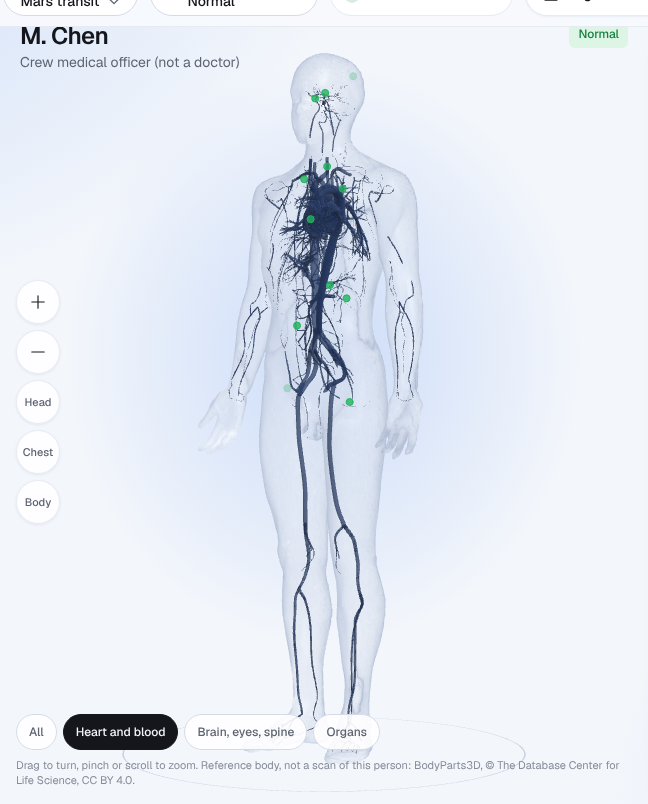 Mars transit
Normal
M. Chen
Normal
Crew medical officer (not a doctor)
Head
Chest
Body
All
Heart and blood
Brain, eyes, spine
Organs
Drag to turn, pinch or scroll to zoom. Reference body, not a scan of this person: BodyParts3D, © The Database Center for
Life Science, CC BY 4.0.